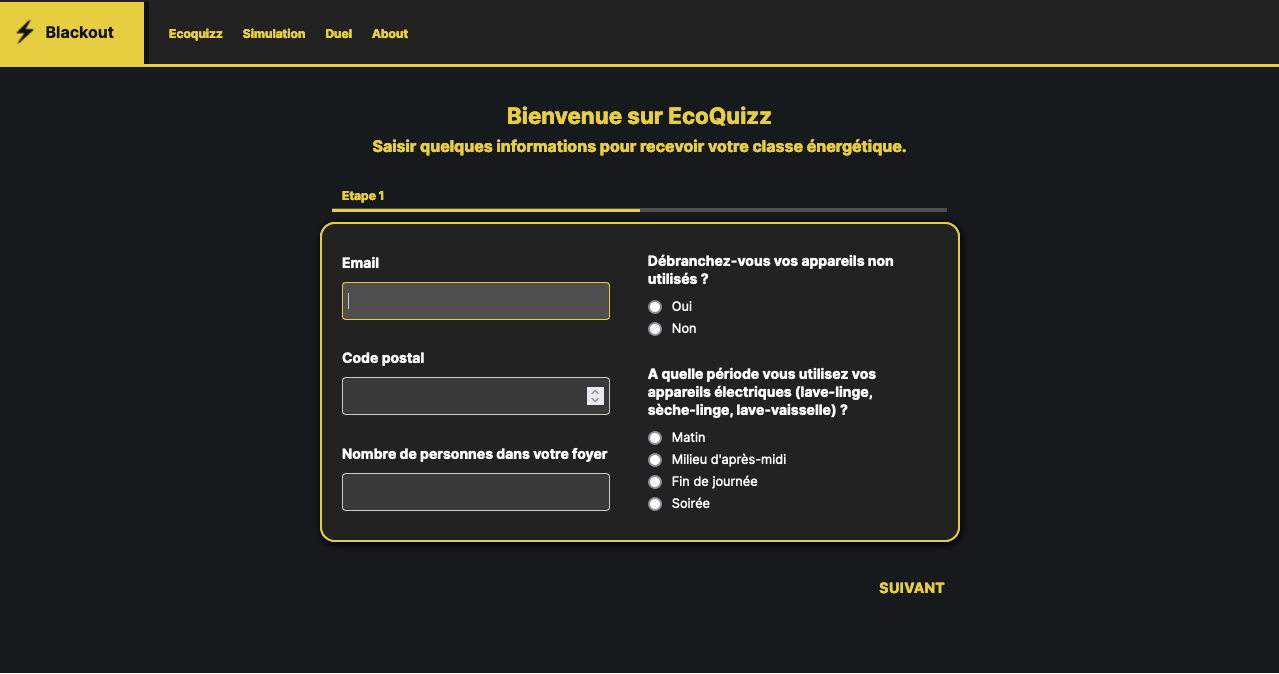 Blackout
Ecoquizz Simulation Duel About
Bienvenue sur EcoQuizz
Saisir quelques informations pour recevoir votre classe énergétique.
Etape 1
Email
Code postal
Nombre de personnes dans votre foyer
Débranchez-vous vos appareils non
utilisés ?
Oui
Non
A quelle période vous utilisez vos
appareils électriques (lave-linge,
sèche-linge, lave-vaisselle) ?
Matin
Milieu d'après-midi
Fin de journée
Soirée
SUIVANT